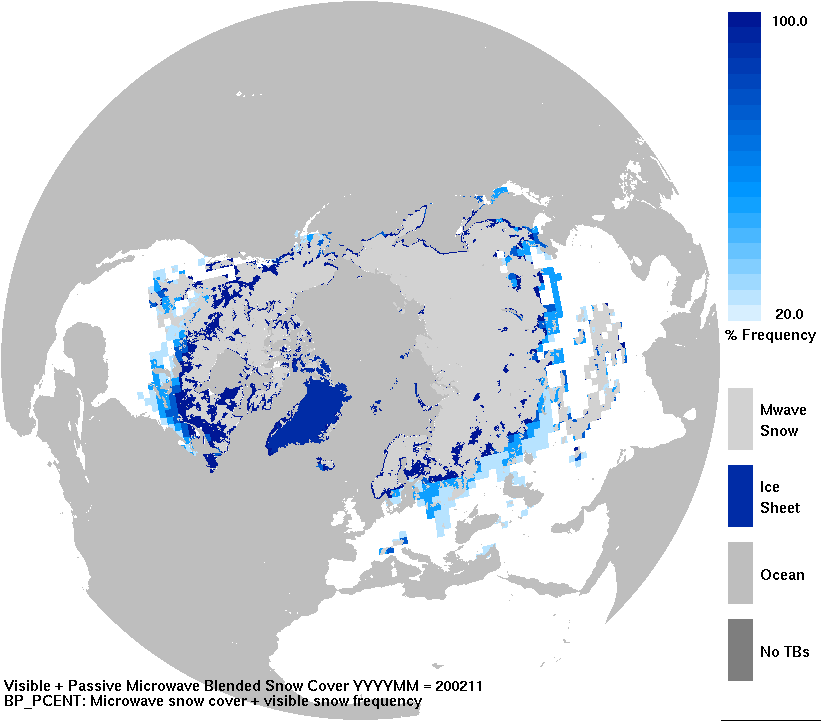 100.0
20.0
% Frequency
Mwave
Snow
Ice
Sheet
Ocean
No TBs
Visible + Passive Microwave Blended Snow Cover YYYYMM = 200211
BP_PCENT: Microwave snow cover + visible snow frequency